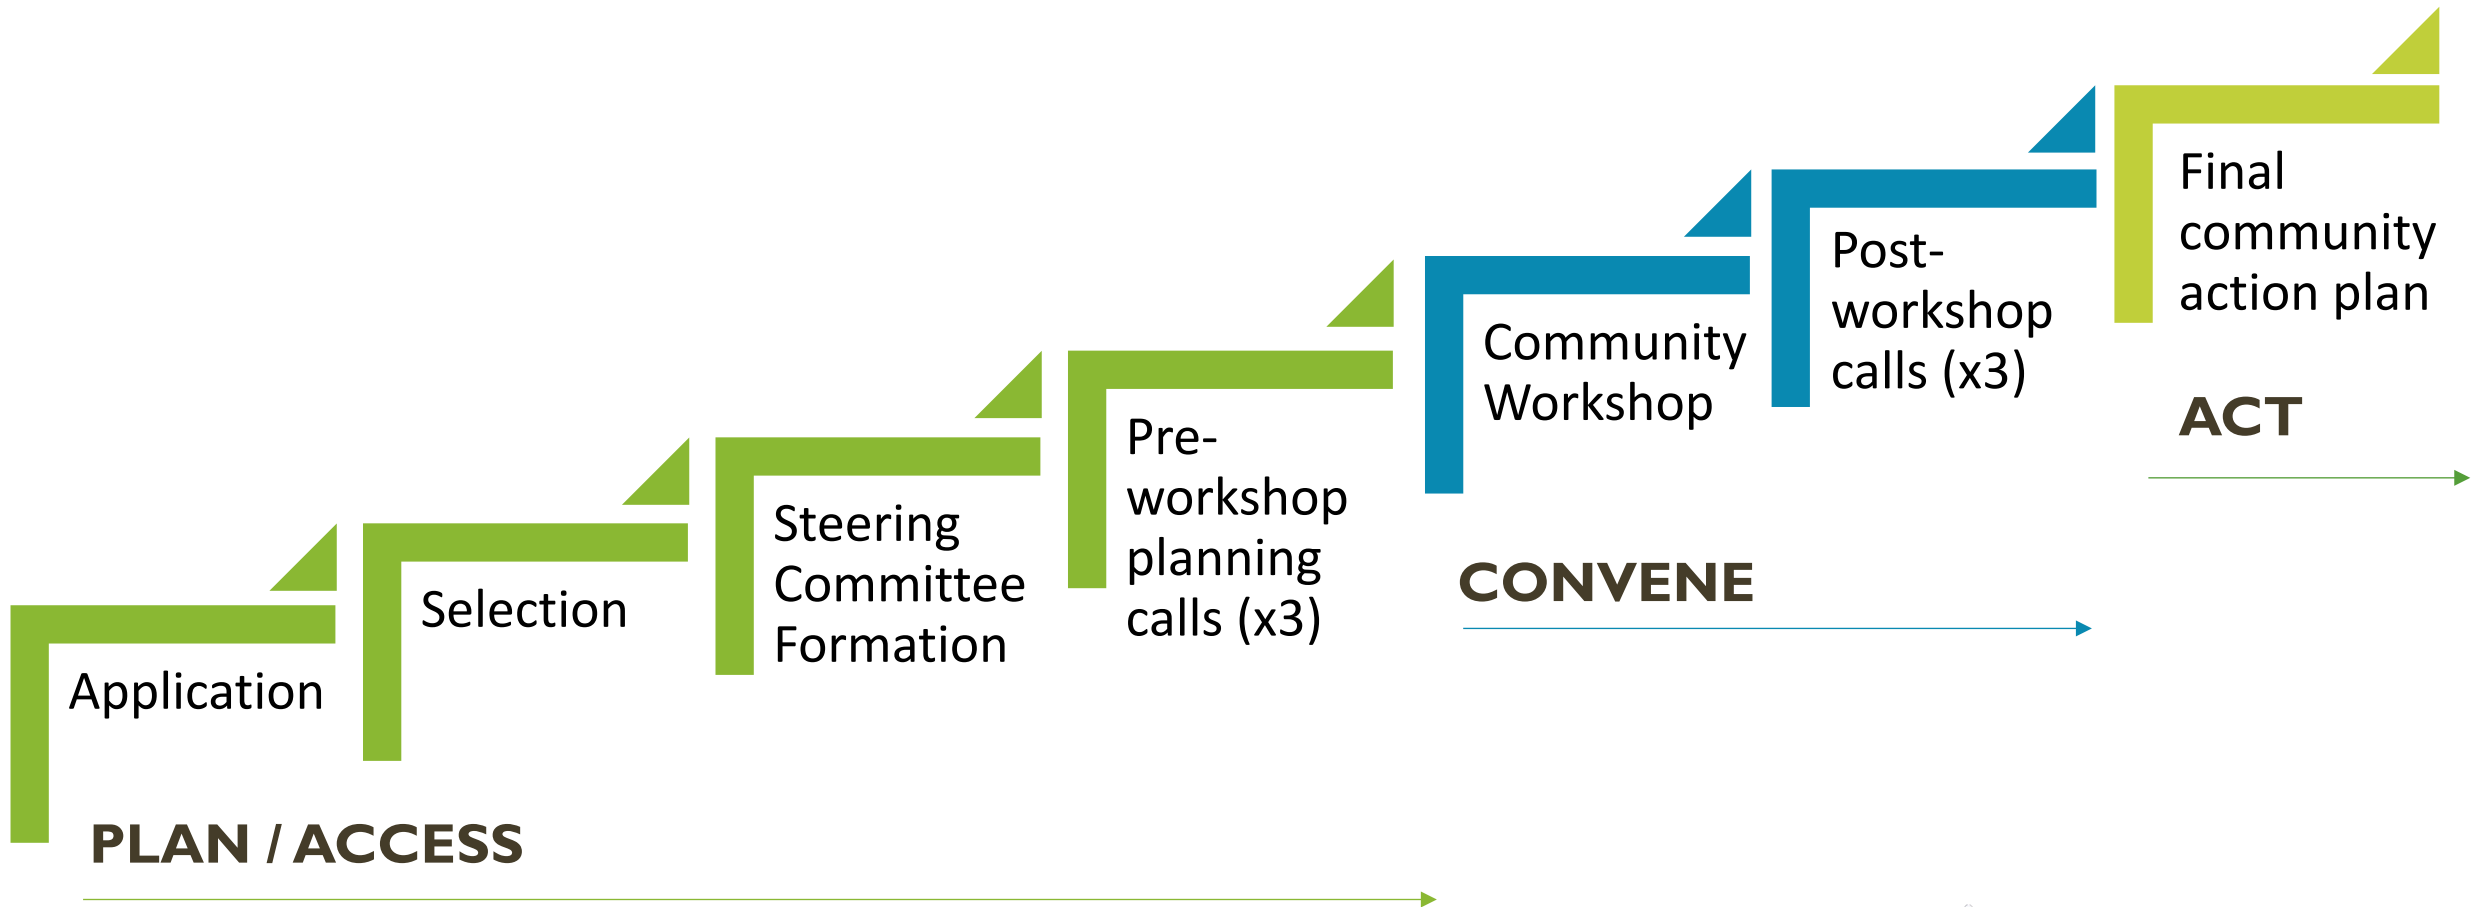 Application
Selection
Steering
Committee
Formation
Pre-
workshop
planning
calls (x3)
Community
Workshop
Post-
workshop
calls (x3)
Final
community
action plan
PLAN / ACCESS
CONVENE
ACT